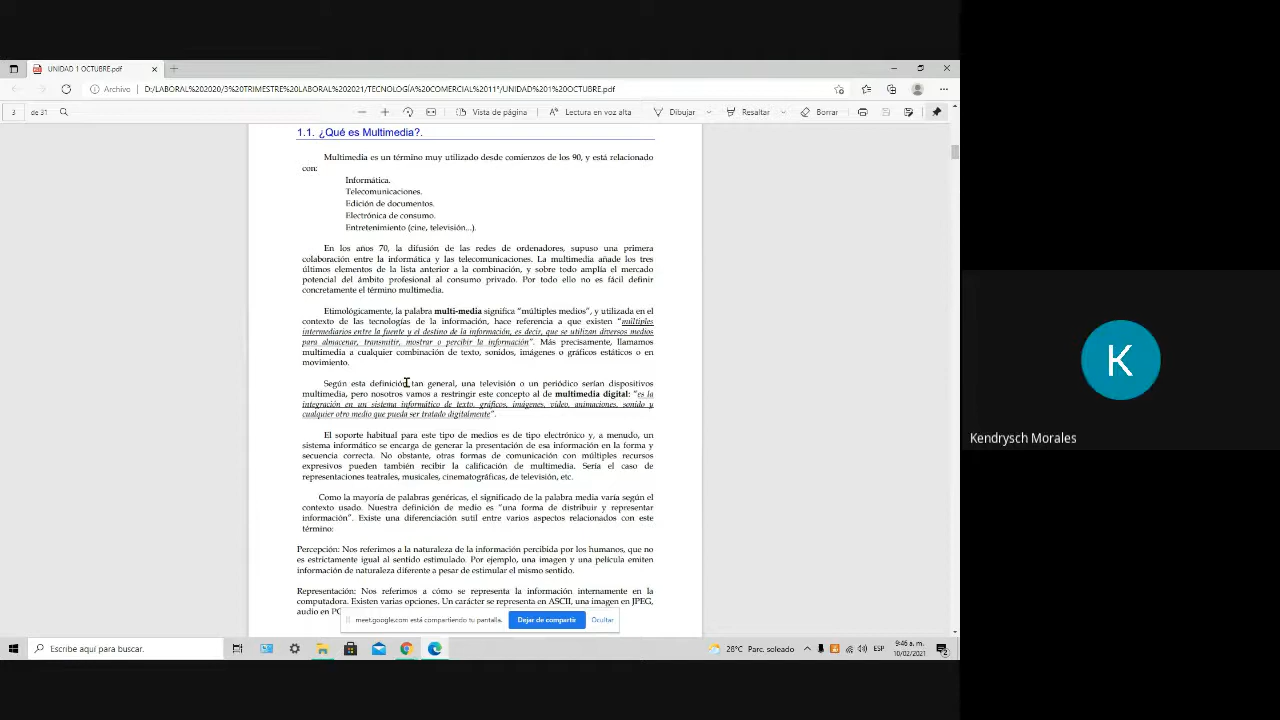 UNIDAD 1 OCTUBRE.pdf
Archivo
D:/LABORAL%202020/3%20TRIMESTRE%20LABORAL%202021/TECNOLOGÍA%20COMERCIAL%2011°/UNIDAD%201%20OCTUBRE.pdf
3 de 31
Vista de página
Lectura en voz alta
Dibujar
Resaltar
Borrar
1.1. ¿Qué es Multimedia?.
Multimedia es un término muy utilizado desde comienzos de los 90, y está relacionado
con:
Informática.
Telecomunicaciones.
Edición de documentos.
Electrónica de consumo.
Entretenimiento (cine, televisión...).
En los años 70, la difusión de las redes de ordenadores, supuso una primera
colaboración entre la informática y las telecomunicaciones. La multimedia añade los tres
últimos elementos de la lista anterior a la combinación, y sobre todo amplía el mercado
potencial del ámbito profesional al consumo privado. Por todo ello no es fácil definir
concretamente el término multimedia.
Etimológicamente, la palabra multi-media significa “múltiples medios”, y utilizada en el
contexto de las tecnologías de la información, hace referencia a que existen “múltiples
intermediarios entre la fuente y el destino de la información, es decir, que se utilizan diversos medios
para almacenar, transmitir, mostrar o percibir la información”. Más precisamente, llamamos
multimedia a cualquier combinación de texto, sonidos, imágenes o gráficos estáticos o en
movimiento.
Según esta definición tan general, una televisión o un periódico serían dispositivos
multimedia, pero nosotros vamos a restringir este concepto al de multimedia digital: “es la
integración en un sistema informático de texto, gráficos, imágenes, vídeo, animaciones, sonido y
cualquier otro medio que pueda ser tratado digitalmente”.
El soporte habitual para este tipo de medios es de tipo electrónico y, a menudo, un
sistema informático se encarga de generar la presentación de esa información en la forma y
secuencia correcta. No obstante, otras formas de comunicación con múltiples recursos
expresivos pueden también recibir la calificación de multimedia. Sería el caso de
representaciones teatrales, musicales, cinematográficas, de televisión, etc.
Como la mayoría de palabras genéricas, el significado de la palabra media varía según el
contexto usado. Nuestra definición de medio es “una forma de distribuir y representar
información”. Existe una diferenciación sutil entre varios aspectos relacionados con este
término:
Percepción: Nos referimos a la naturaleza de la información percibida por los humanos, que no
es estrictamente igual al sentido estimulado. Por ejemplo, una imagen y una película emiten
información de naturaleza diferente a pesar de estimular el mismo sentido.
Representación: Nos referimos a cómo se representa la información internamente en la
computadora. Existen varias opciones. Un carácter se representa en ASCII, una imagen en JPEG,
audio en PC
meet.google.com está compartiendo tu pantalla.
Dejar de compartir
Ocultar
Escribe aquí para buscar.
28°C Parc. soleado
ESP
9:46 a. m.
10/02/2021
2
K
Kendrysch Morales